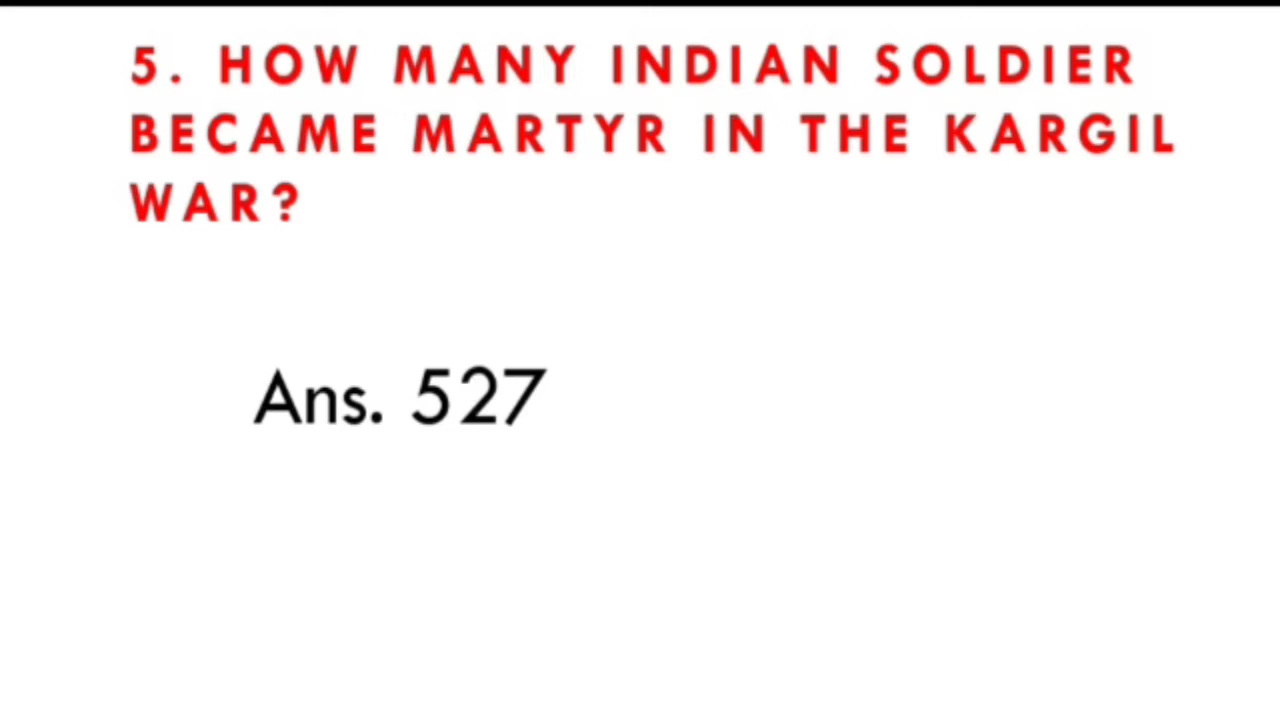 5. HOW MANY INDIAN SOLDIER
BECAME MARTYR IN THE KARGIL
WAR?
Ans. 527